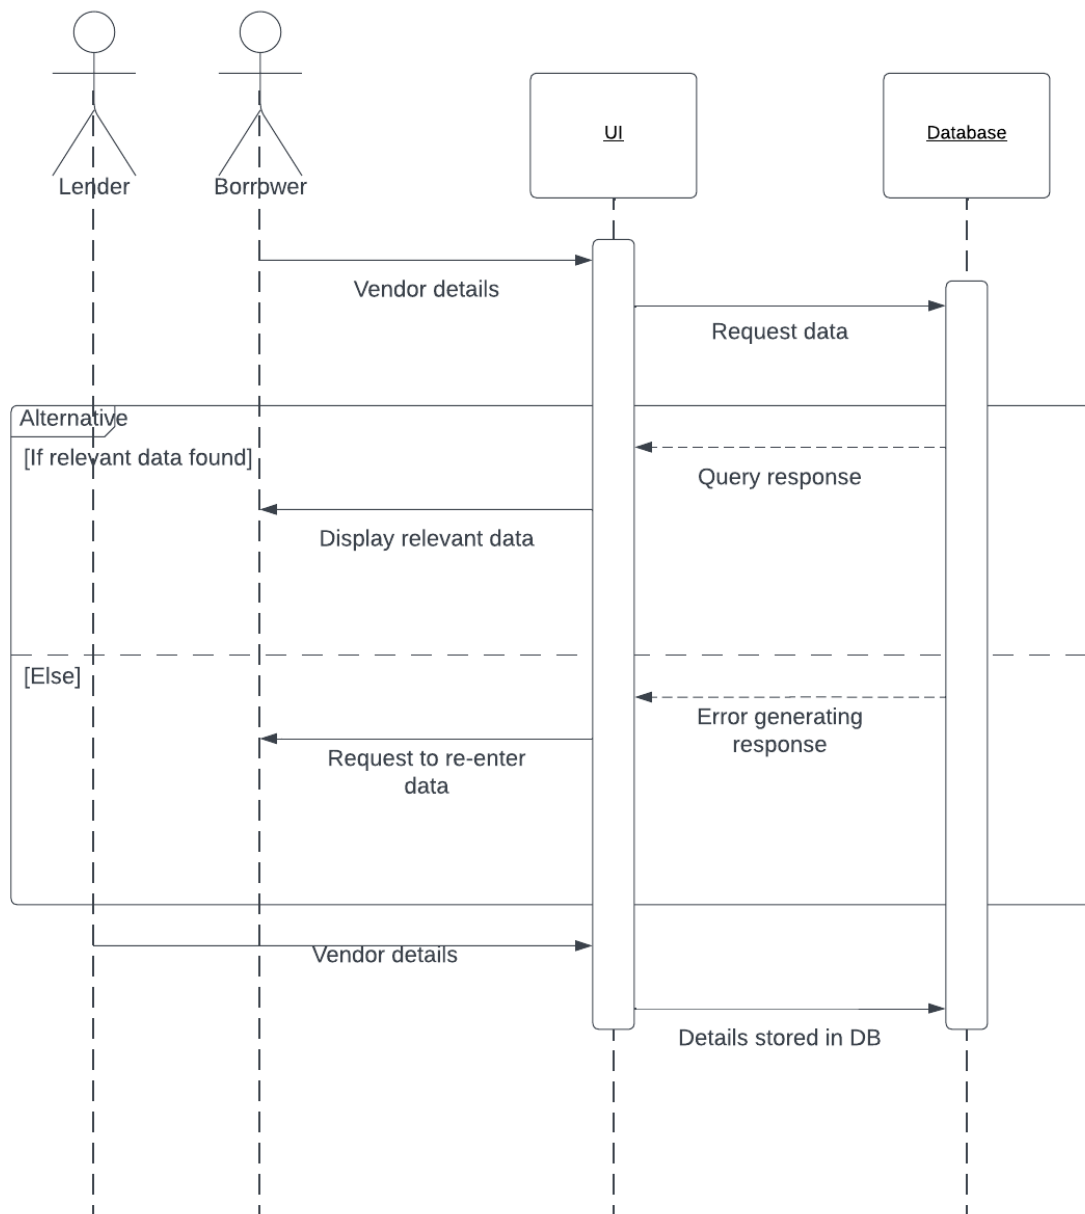 Lender
Borrower
UI
Database
Vendor details
Request data
Alternative
[If relevant data found]
Query response
Display relevant data
[Else]
Error generating
response
Request to re-enter
data
Vendor details
Details stored in DB